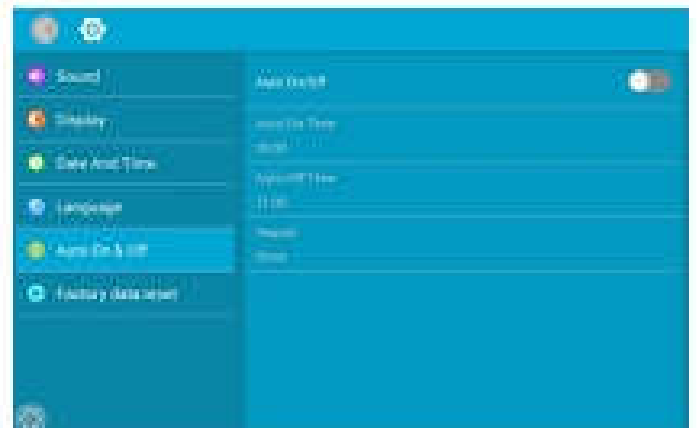 Sound
Auto On/Off
Display
Auto On Time
Date And Time
Auto Off Time
Language
Repeat
Auto On & Off
Factory data reset